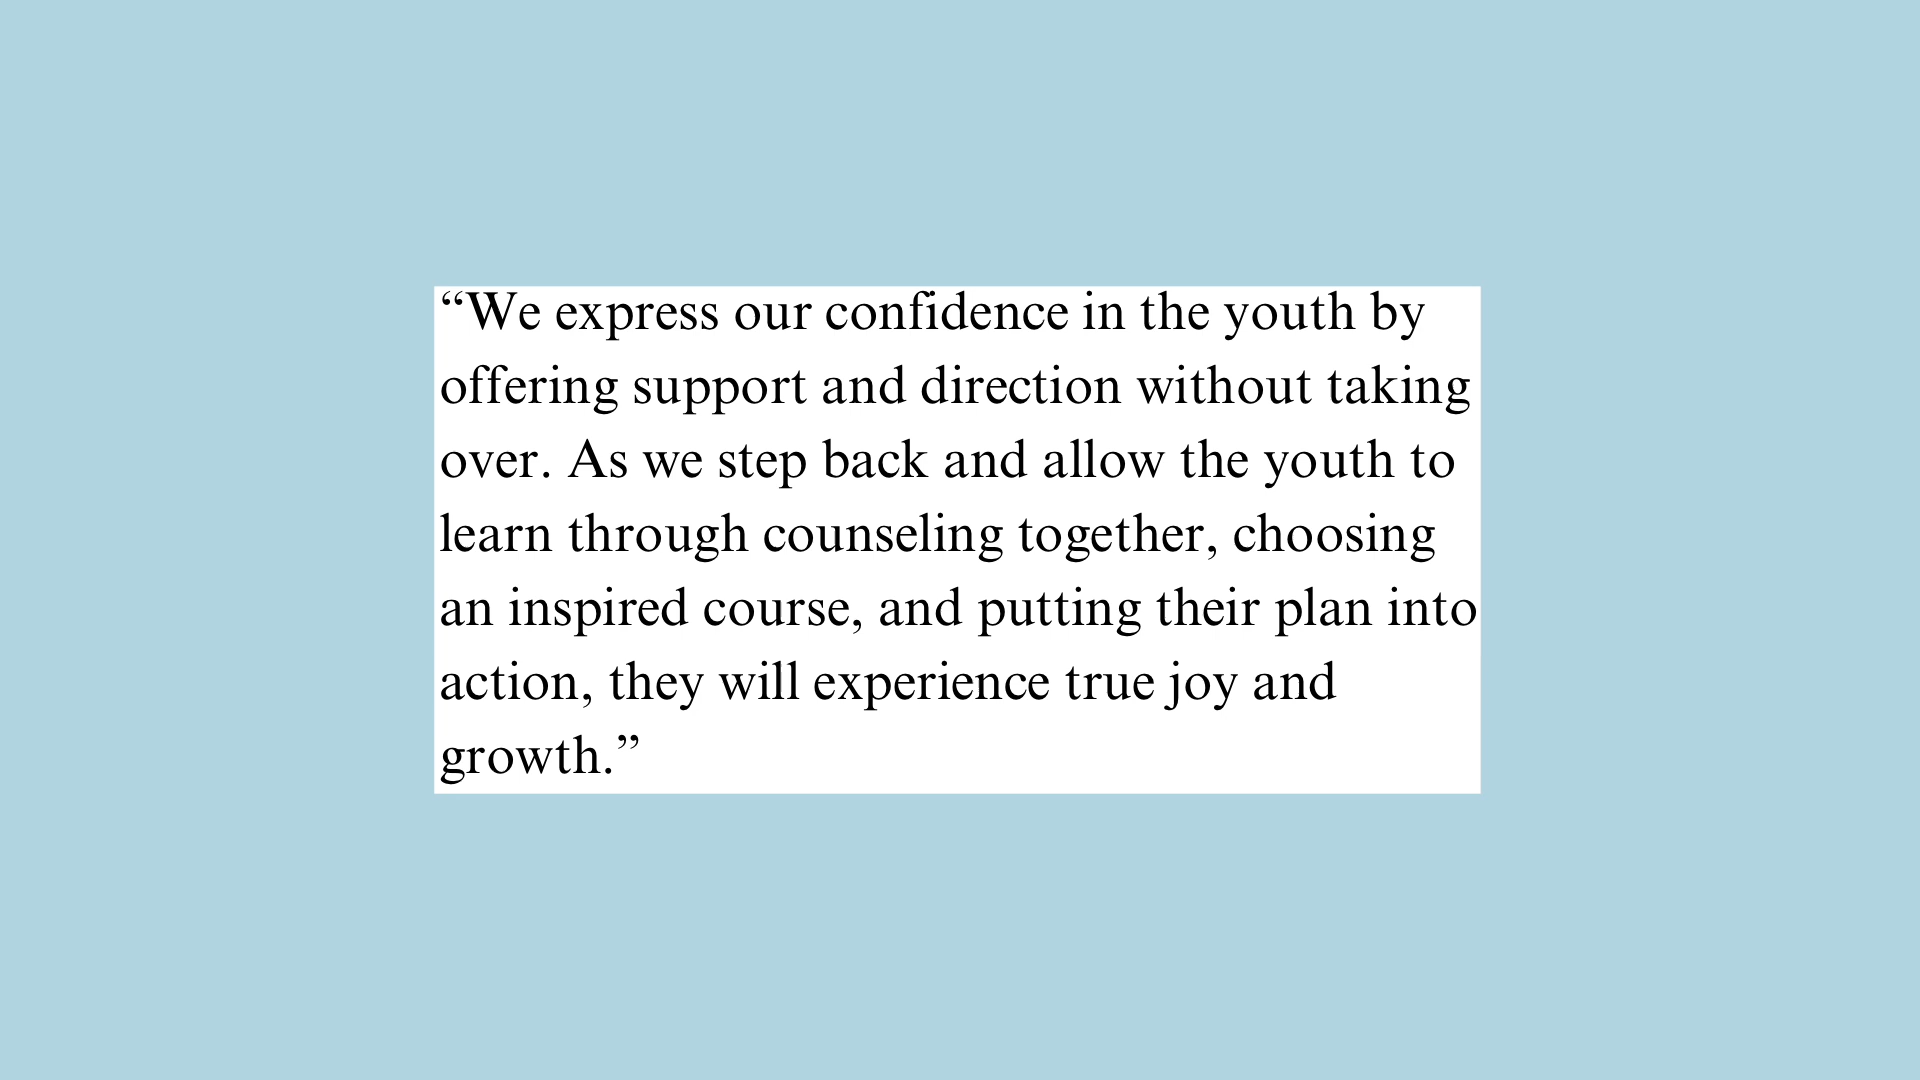 “We express our confidence in the youth by
offering support and direction without taking
over. As we step back and allow the youth to
learn through counseling together, choosing
an inspired course, and putting their plan into
action, they will experience true joy and
growth.”